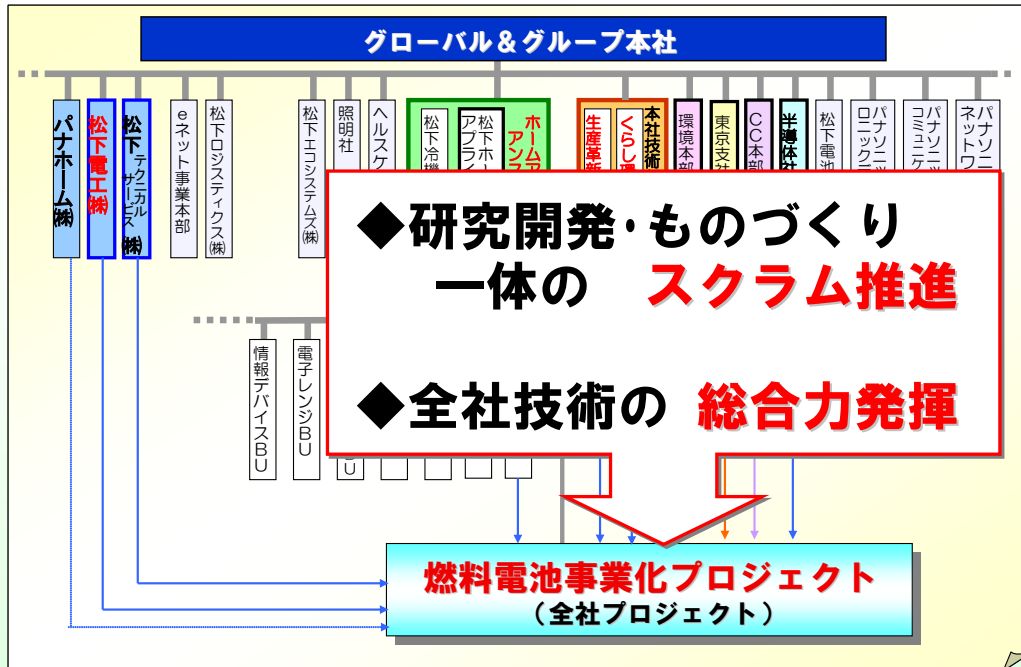 グローバル&グループ本社
パナホーム㈱
松下電工㈱
松下テクニカルサービス㈱
eネット事業本部
松下ロジスティクス㈱
松下エコシステムズ㈱
照明社
ヘルスケ
松下冷機
松下ホー
アプライ
ホームア
アンス
生産革新
くらし環
本社技術
環境本部
東京支社
CC本部
半導体社
松下電池
パナソニッ
ロニックテ
パナソニッ
コミュニケ
パナソニ
ネットワ
◆研究開発・ものづくり
一体の スクラム推進
◆全社技術の 総合力発揮
情報デバイスBU
電子レンジBU
BU
燃料電池事業化プロジェクト
(全社プロジェクト)